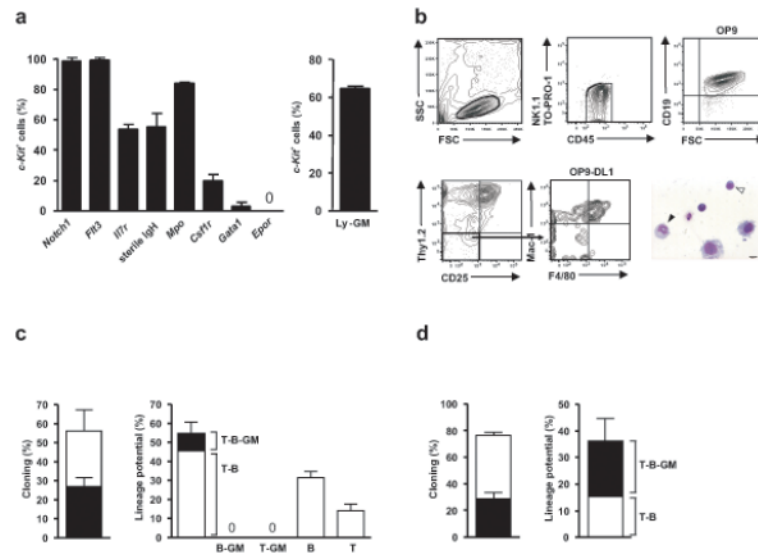 a
c-Kit+ cells (%)
100
80
60
40
20
0
0
Notch1
Flt3
Il7r
sterile IgH
Mpo
Csf1r
Gata1
Epor
c-Kit+ cells (%)
80
60
40
20
0
Ly-GM
b
SSC
FSC
NK1.1
TO-PRO-1
CD45
OP9
CD19
FSC
Thy1.2
CD25
OP9-DL1
Mac-1
F4/80
c
Cloning (%)
70
60
50
40
30
20
10
0
Lineage potential (%)
70
60
50
40
30
20
10
0
T-B-GM
T-B
0
0
B-GM
T-GM
B
T
d
Cloning (%)
100
80
60
40
20
0
Lineage potential (%)
50
40
30
20
10
0
T-B-GM
T-B